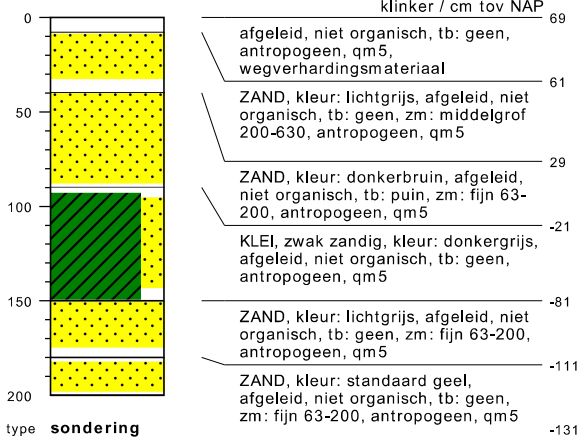 klinker / cm tov NAP
0
69
afgeleid, niet organisch, tb: geen,
antropogeen, qm5,
wegverhardingsmateriaal
61
ZAND, kleur: lichtgrijs, afgeleid, niet
organisch, tb: geen, zm: middelgrof
200-630, antropogeen, qm5
50
29
ZAND, kleur: donkerbruin, afgeleid,
niet organisch, tb: puin, zm: fijn 63-
200, antropogeen, qm5
100
-21
KLEI, zwak zandig, kleur: donkergrijs,
afgeleid, niet organisch, tb: geen,
antropogeen, qm5
150
-81
ZAND, kleur: lichtgrijs, afgeleid, niet
organisch, tb: geen, zm: fijn 63-200,
antropogeen, qm5
-111
ZAND, kleur: standaard geel,
afgeleid, niet organisch, tb: geen,
zm: fijn 63-200, antropogeen, qm5
200
-131
type sondering